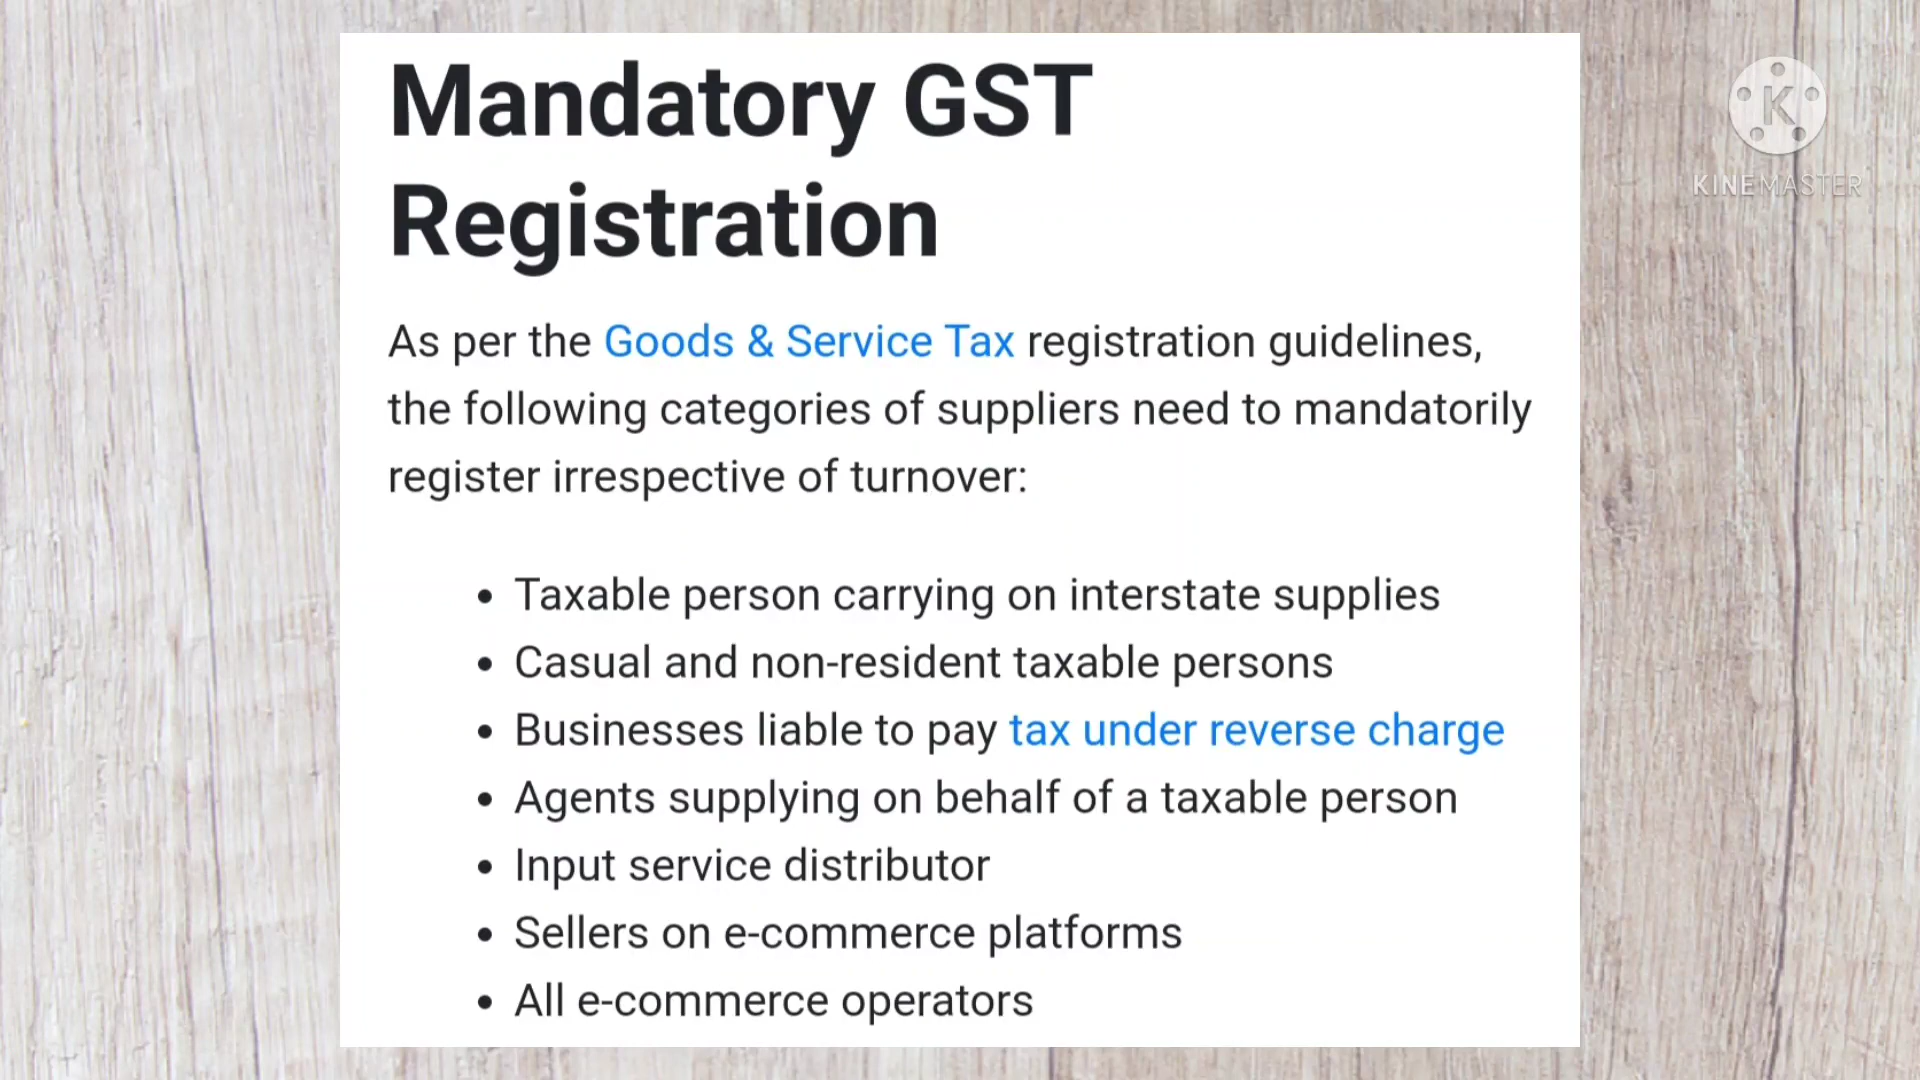 Mandatory GST
Registration
As per the Goods & Service Tax registration guidelines,
the following categories of suppliers need to mandatorily
register irrespective of turnover:
• Taxable person carrying on interstate supplies
• Casual and non-resident taxable persons
• Businesses liable to pay tax under reverse charge
• Agents supplying on behalf of a taxable person
• Input service distributor
• Sellers on e-commerce platforms
• All e-commerce operators
K
KINEMASTER